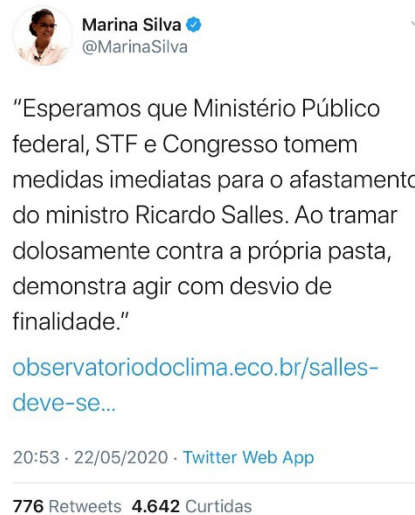 Marina Silva
@MarinaSilva
“Esperamos que Ministério Público
federal, STF e Congresso tomem
medidas imediatas para o afastamento
do ministro Ricardo Salles. Ao tramar
dolosamente contra a própria pasta,
demonstra agir com desvio de
finalidade.”
observatoriodoclima.eco.br/salles-
deve-se...
20:53 · 22/05/2020 · Twitter Web App
776 Retweets 4.642 Curtidas